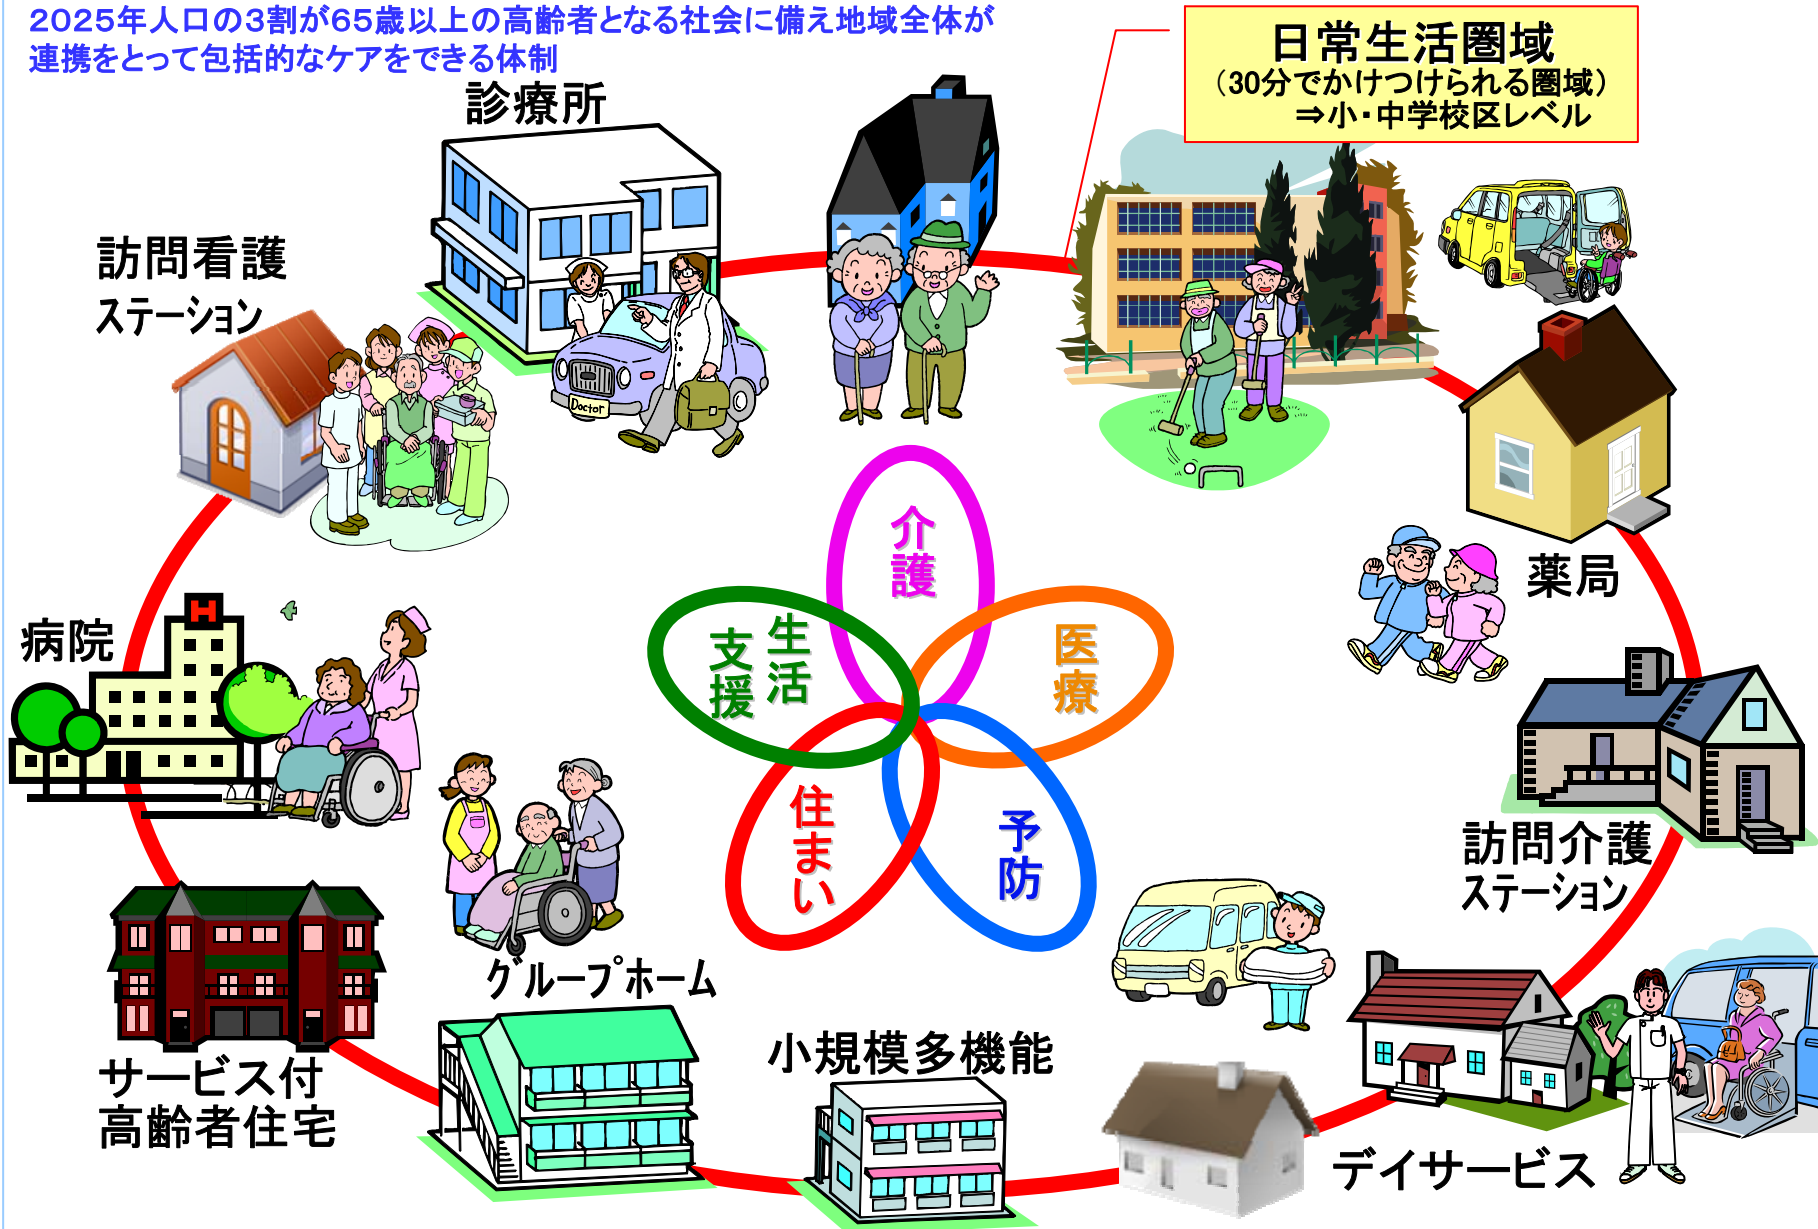 2025年人口の3割が65歳以上の高齢者となる社会に備え地域全体が
連携をとって包括的なケアをできる体制
日常生活圏域
（30分でかけつけられる圏域）
⇒小・中学校区レベル
診療所
訪問看護
ステーション
Doctor
薬局
病院
H
介護
医療
生活
支援
住まい
予防
訪問介護
ステーション
グループホーム
サービス付
高齢者住宅
小規模多機能
デイサービス